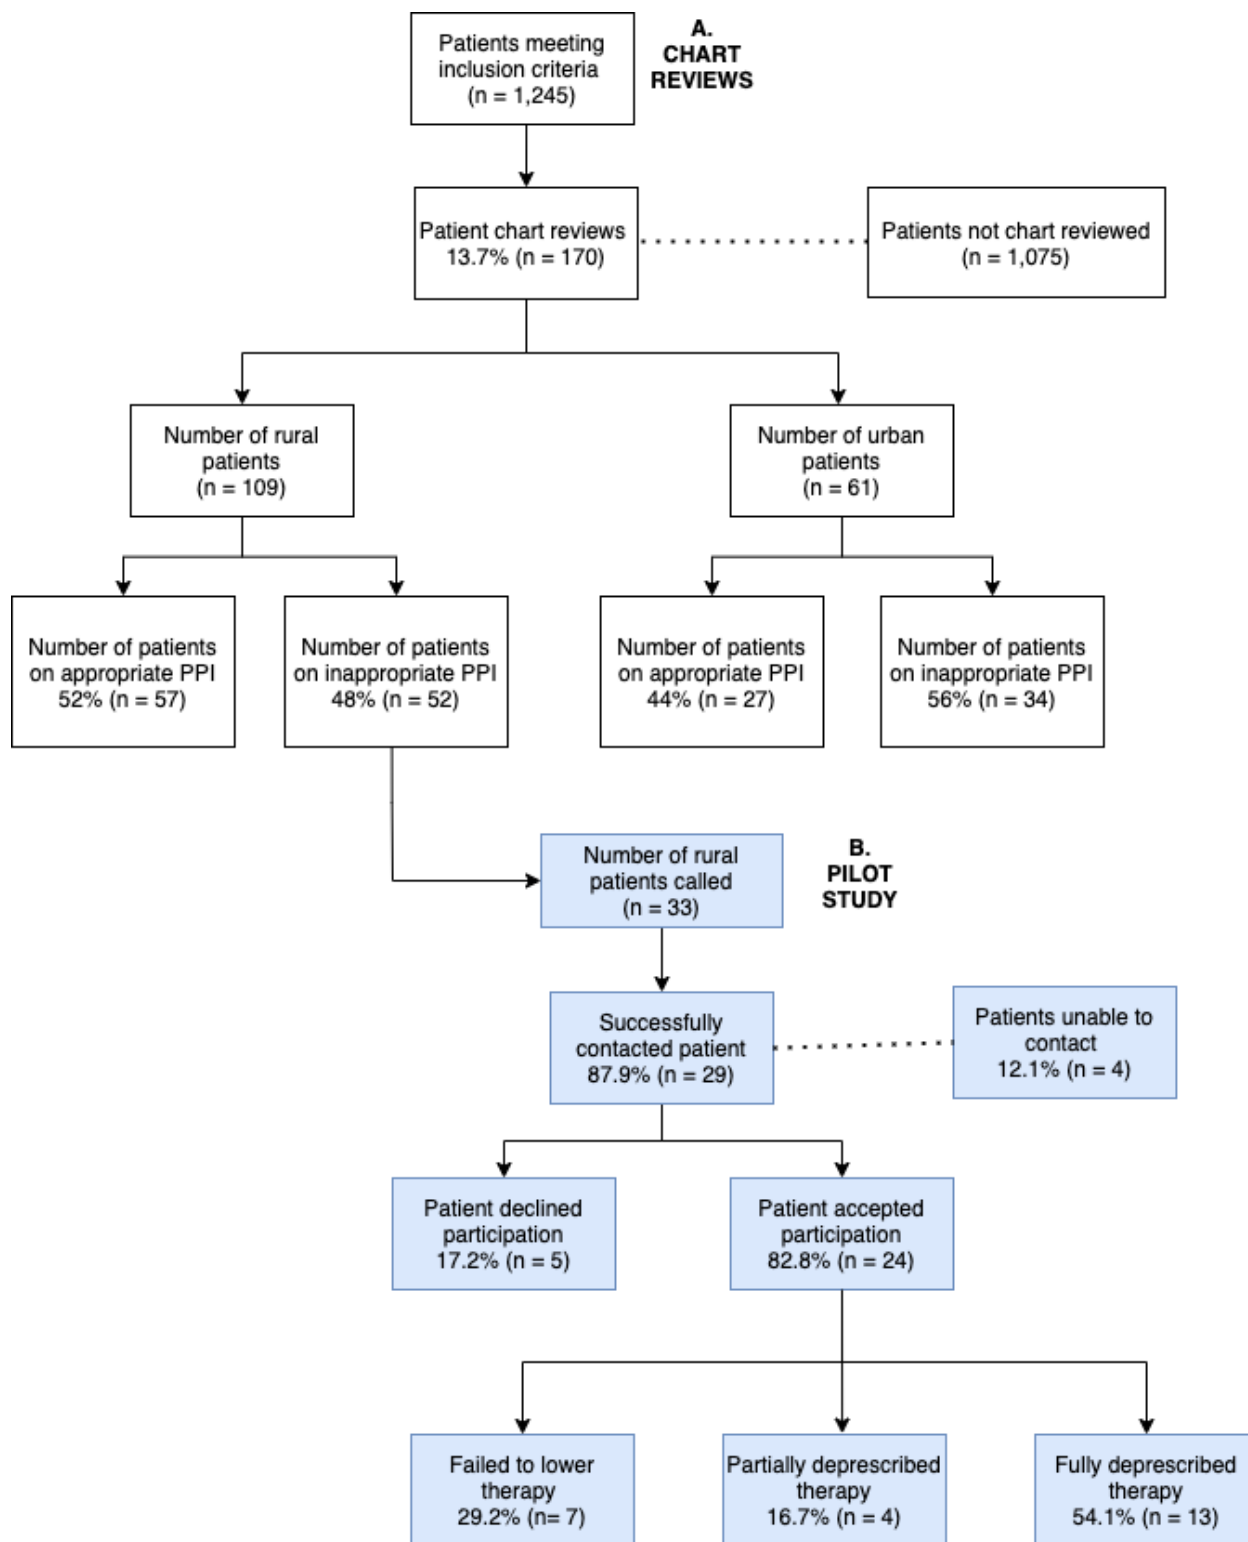 Patients meeting
inclusion criteria
(n = 1,245)
A.
CHART
REVIEWS
Patient chart reviews
13.7% (n = 170)
Patients not chart reviewed
(n = 1,075)
Number of rural
patients
(n = 109)
Number of urban
patients
(n = 61)
Number of patients
on appropriate PPI
52% (n = 57)
Number of patients
on inappropriate PPI
48% (n = 52)
Number of patients
on appropriate PPI
44% (n = 27)
Number of patients
on inappropriate PPI
56% (n = 34)
Number of rural
patients called
(n = 33)
B.
PILOT
STUDY
Successfully
contacted patient
87.9% (n = 29)
Patients unable to
contact
12.1% (n = 4)
Patient declined
participation
17.2% (n = 5)
Patient accepted
participation
82.8% (n = 24)
Failed to lower
therapy
29.2% (n= 7)
Partially deprescribed
therapy
16.7% (n = 4)
Fully deprescribed
therapy
54.1% (n = 13)